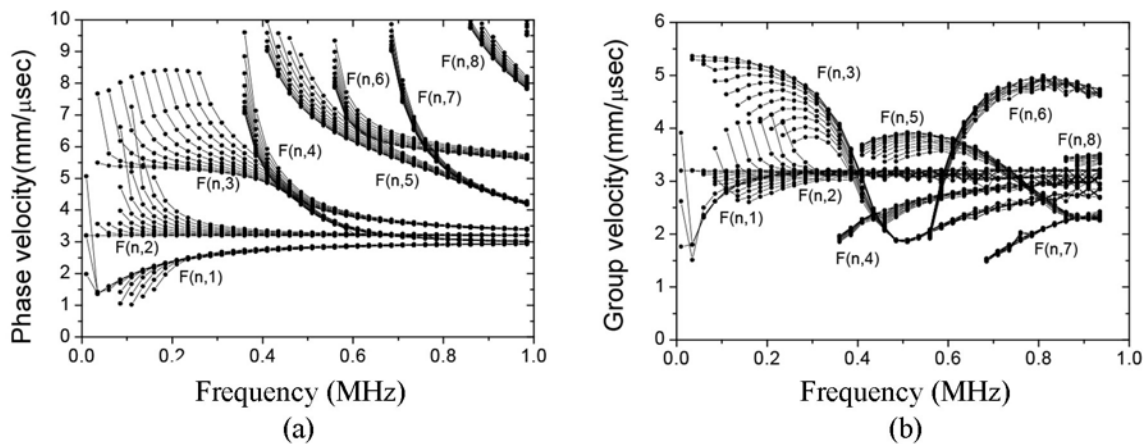 10
9
8
7
6
5
4
3
2
1
0
Phase velocity(mm/μsec)
F(n,6)
F(n,7)
F(n,8)
F(n,4)
F(n,3)
F(n,5)
F(n,2)
F(n,1)
0.0 0.2 0.4 0.6 0.8 1.0
Frequency (MHz)
(a)
6
5
4
3
2
1
0
Group velocity(mm/μsec)
F(n,3)
F(n,5)
F(n,6)
F(n,8)
F(n,1)
F(n,2)
F(n,4)
F(n,7)
0.0 0.2 0.4 0.6 0.8 1.0
Frequency (MHz)
(b)